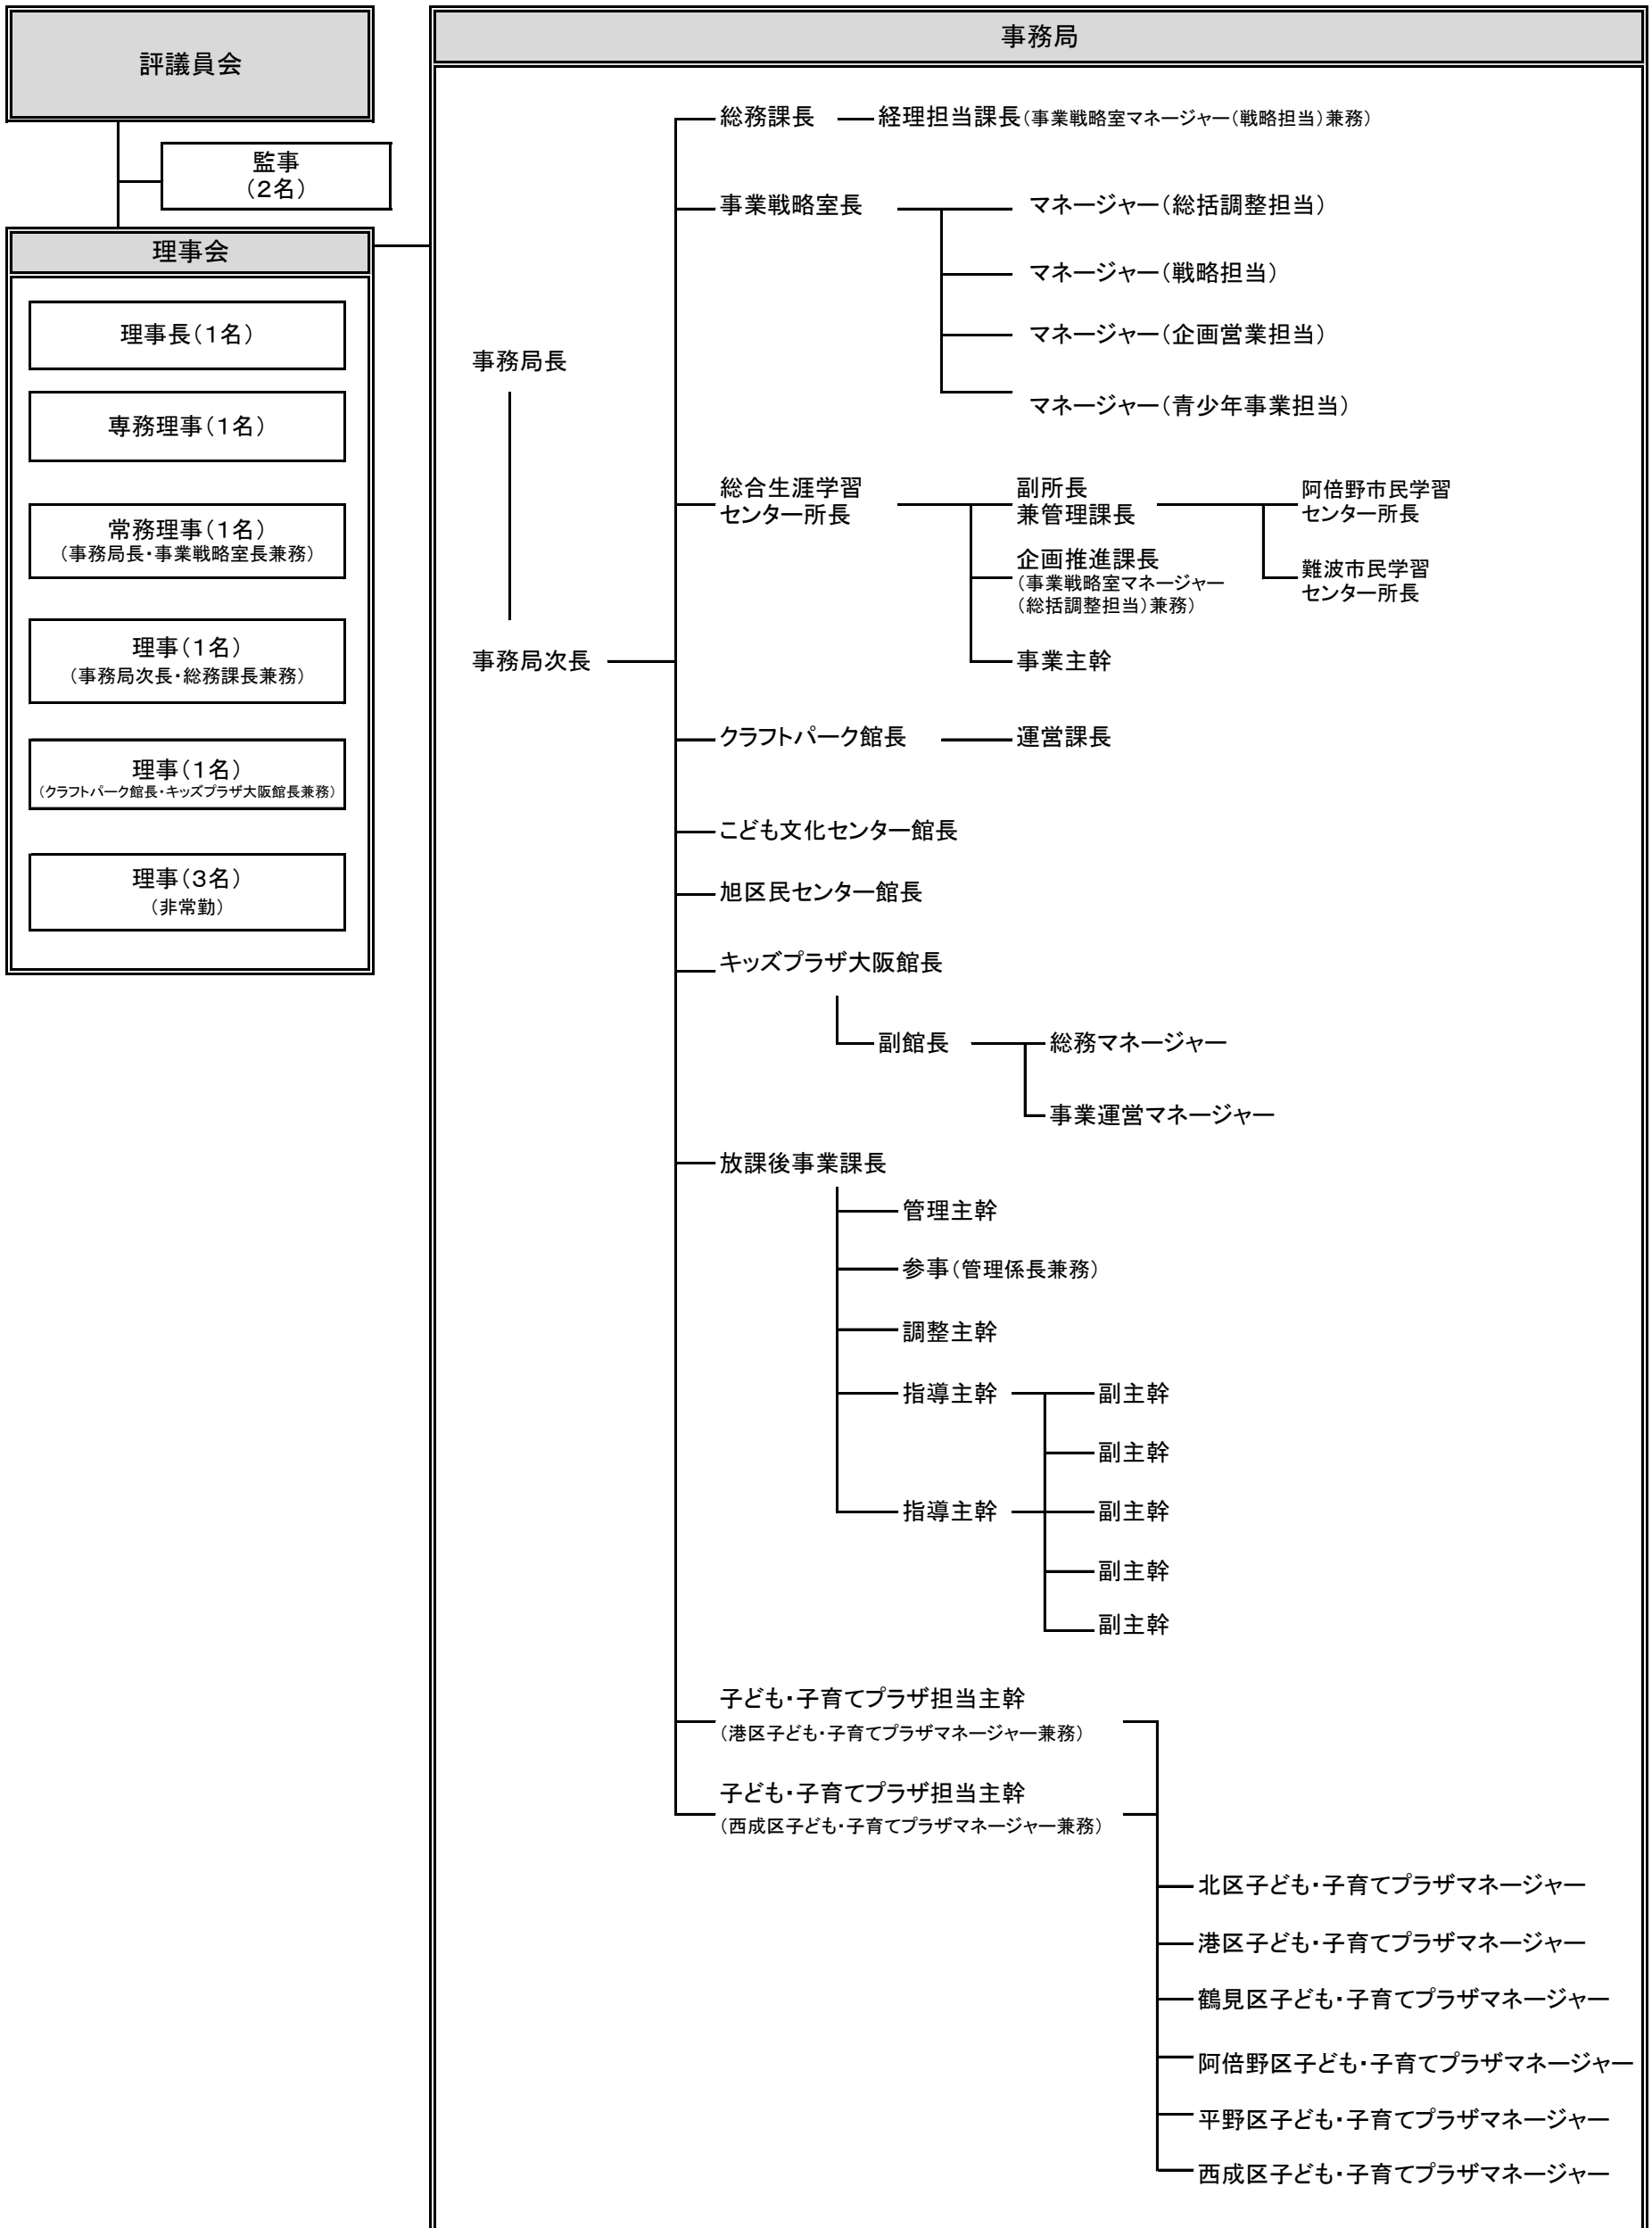 評議員会
監事
（2名）
理事会
理事長（1名）
専務理事（1名）
常務理事（1名）
（事務局長・事業戦略室長兼務）
理事（1名）
（事務局次長・総務課長兼務）
理事（1名）
（クラフトパーク館長・キッズプラザ大阪館長兼務）
理事（3名）
（非常勤）
事務局
事務局長
事務局次長
総務課長
経理担当課長（事業戦略室マネージャー（戦略担当）兼務）
事業戦略室長
マネージャー（総括調整担当）
マネージャー（戦略担当）
マネージャー（企画営業担当）
マネージャー（青少年事業担当）
総合生涯学習
センター所長
副所長
兼管理課長
阿倍野市民学習
センター所長
難波市民学習
センター所長
企画推進課長
（事業戦略室マネージャー
（総括調整担当）兼務）
事業主幹
クラフトパーク館長
運営課長
こども文化センター館長
旭区民センター館長
キッズプラザ大阪館長
副館長
総務マネージャー
事業運営マネージャー
放課後事業課長
管理主幹
参事（管理係長兼務）
調整主幹
指導主幹
副主幹
副主幹
指導主幹
副主幹
副主幹
副主幹
子ども・子育てプラザ担当主幹
（港区子ども・子育てプラザマネージャー兼務）
子ども・子育てプラザ担当主幹
（西成区子ども・子育てプラザマネージャー兼務）
北区子ども・子育てプラザマネージャー
港区子ども・子育てプラザマネージャー
鶴見区子ども・子育てプラザマネージャー
阿倍野区子ども・子育てプラザマネージャー
平野区子ども・子育てプラザマネージャー
西成区子ども・子育てプラザマネージャー